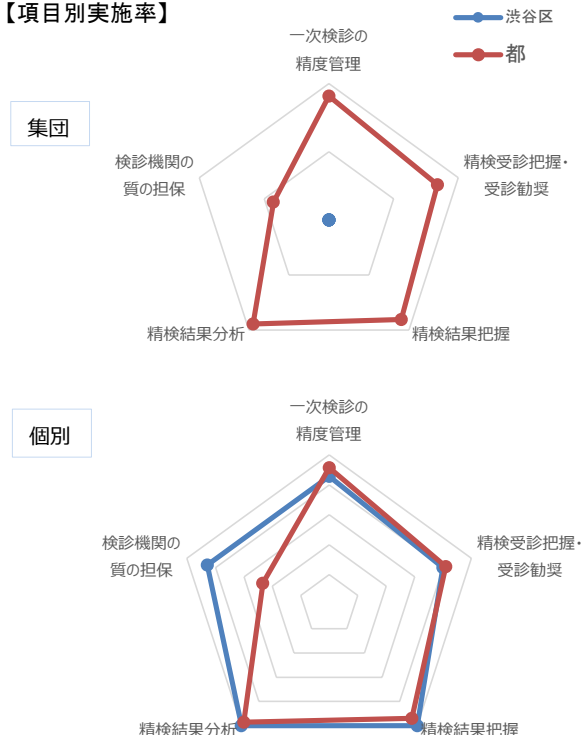 【項目別実施率】
渋谷区
都
集団
一次検診の
精度管理
精検受診把握・
受診勧奨
精検結果把握
精検結果分析
検診機関の
質の担保
個別
一次検診の
精度管理
精検受診把握・
受診勧奨
精検結果把握
精検結果分析
検診機関の
質の担保